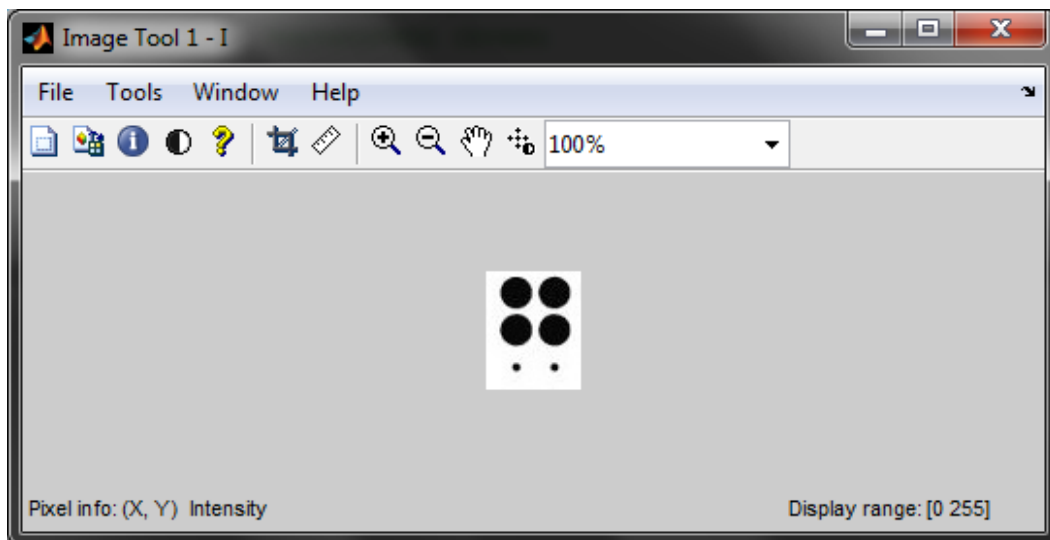 Image Tool 1 - I
File Tools Window Help
100%
Pixel info: (X, Y) Intensity Display range: [0 255]